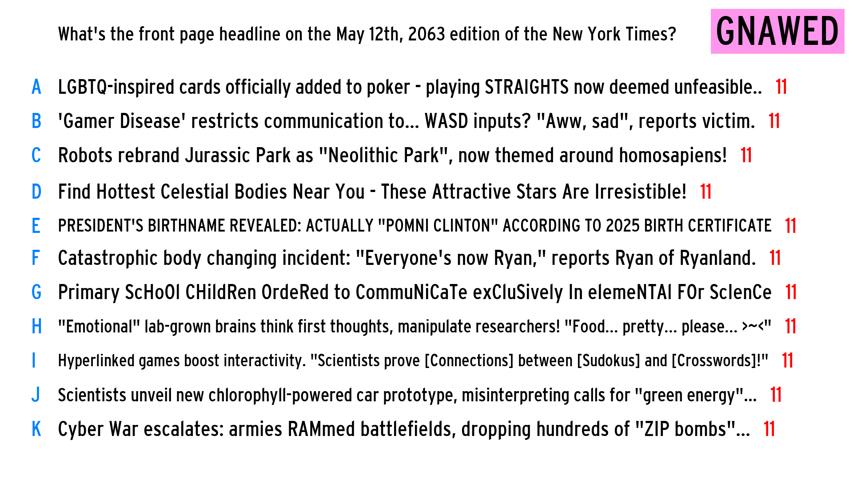 What's the front page headline on the May 12th, 2063 edition of the New York Times? GNAWED
A LGBTQ-inspired cards officially added to poker - playing STRAIGHTS now deemed unfeasible.. 11
B 'Gamer Disease' restricts communication to... WASD inputs? "Aww, sad", reports victim. 11
C Robots rebrand Jurassic Park as "Neolithic Park", now themed around homosapiens! 11
D Find Hottest Celestial Bodies Near You - These Attractive Stars Are Irresistible! 11
E PRESIDENT'S BIRTHNAME REVEALED: ACTUALLY "POMNI CLINTON" ACCORDING TO 2025 BIRTH CERTIFICATE 11
F Catastrophic body changing incident: "Everyone's now Ryan," reports Ryan of Ryanland. 11
G Primary ScHoOl CHildRen OrdeRed to CommuNiCaTe exCluSively In elemeNTAl FOr ScIenCe 11
H "Emotional" lab-grown brains think first thoughts, manipulate researchers! "Food... pretty... please... >~<" 11
I Hyperlinked games boost interactivity. "Scientists prove [Connections] between [Sudokus] and [Crosswords]!" 11
J Scientists unveil new chlorophyll-powered car prototype, misinterpreting calls for "green energy"... 11
K Cyber War escalates: armies RAMmed battlefields, dropping hundreds of "ZIP bombs"... 11